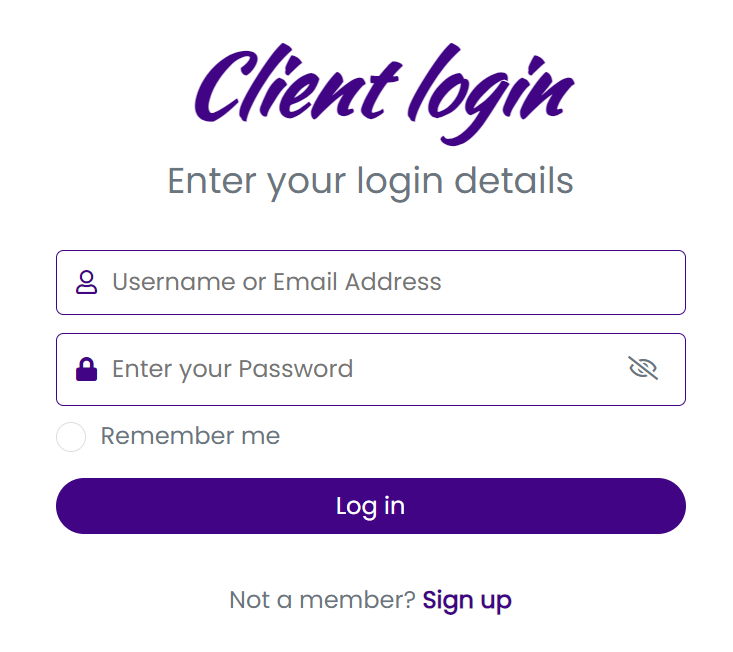 Client login
Enter your login details
Username or Email Address
Enter your Password
Remember me
Log in
Not a member? Sign up